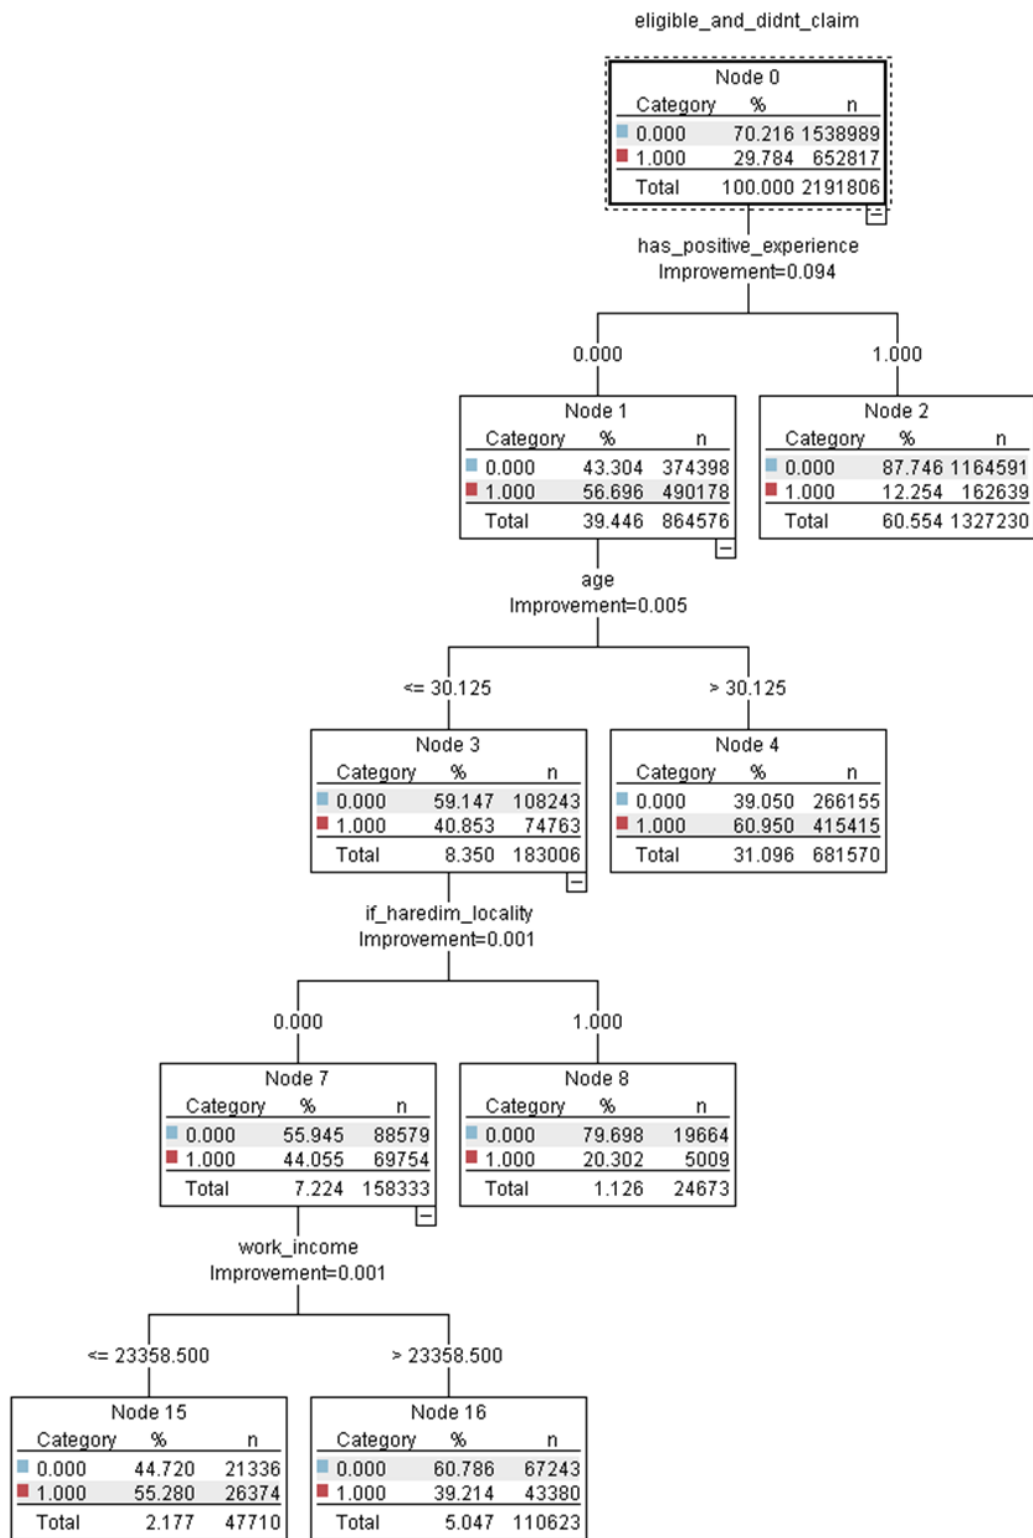 eligible_and_didnt_claim
Node 0
Category % n
0.000 70.216 1538989
1.000 29.784 652817
Total 100.000 2191806
has_positive_experience
Improvement=0.094
0.000 1.000
Node 1
Category % n
0.000 43.304 374398
1.000 56.696 490178
Total 39.446 864576
Node 2
Category % n
0.000 87.746 1164591
1.000 12.254 162639
Total 60.554 1327230
age
Improvement=0.005
<= 30.125 > 30.125
Node 3
Category % n
0.000 59.147 108243
1.000 40.853 74763
Total 8.350 183006
Node 4
Category % n
0.000 39.050 266155
1.000 60.950 415415
Total 31.096 681570
if_haredim_locality
Improvement=0.001
0.000 1.000
Node 7
Category % n
0.000 55.945 88579
1.000 44.055 69754
Total 7.224 158333
Node 8
Category % n
0.000 79.698 19664
1.000 20.302 5009
Total 1.126 24673
work_income
Improvement=0.001
<= 23358.500 > 23358.500
Node 15
Category % n
0.000 44.720 21336
1.000 55.280 26374
Total 2.177 47710
Node 16
Category % n
0.000 60.786 67243
1.000 39.214 43380
Total 5.047 110623